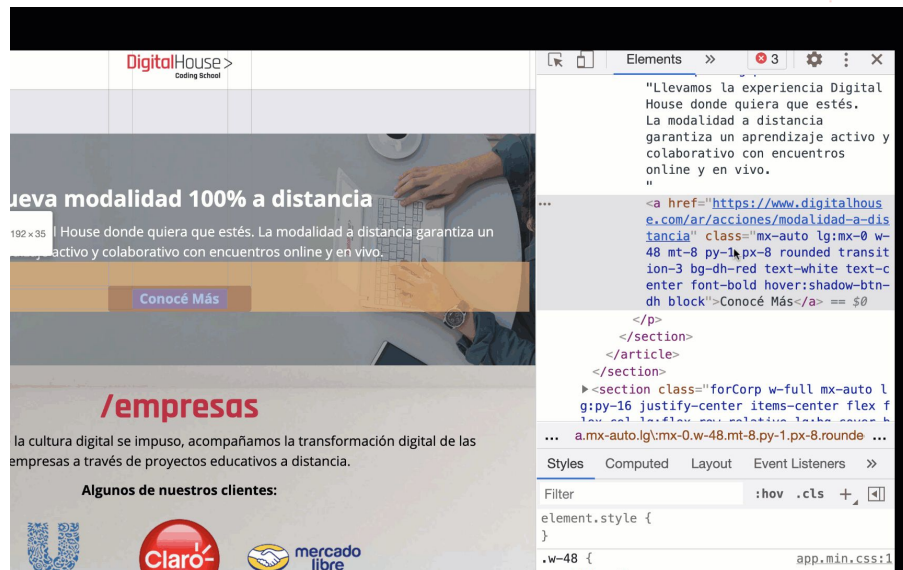 DigitalHouse>
Coding School
ueva modalidad 100% a distancia
192 × 35
l House donde quiera que estés. La modalidad a distancia garantiza un
activo y colaborativo con encuentros online y en vivo.
Conocé Más
/empresas
la cultura digital se impuso, acompañamos la transformación digital de las
empresas a través de proyectos educativos a distancia.
Algunos de nuestros clientes:
Claro
mercado
libre
Elements » 3
"Llevamos la experiencia Digital
House donde quiera que estés.
La modalidad a distancia
garantiza un aprendizaje activo y
colaborativo con encuentros
online y en vivo.
"
<a href="https://www.digitalhous
e.com/ar/acciones/modalidad-a-dis
tancia" class="mx-auto lg:mx-0 w-
48 mt-8 py-1 px-8 rounded transit
ion-3 bg-dh-red text-white text-c
enter font-bold hover:shadow-btn-
dh block">Conocé Más</a> == $0
</p>
</section>
</article>
</section>
<section class="forCorp w-full mx-auto l
g:py-16 justify-center items-center flex f
... a.mx-auto.lg\:mx-0.w-48.mt-8.py-1.px-8.rounde ...
Styles Computed Layout Event Listeners »
Filter :hov .cls +
element.style {
}
.w-48 { app.min.css:1